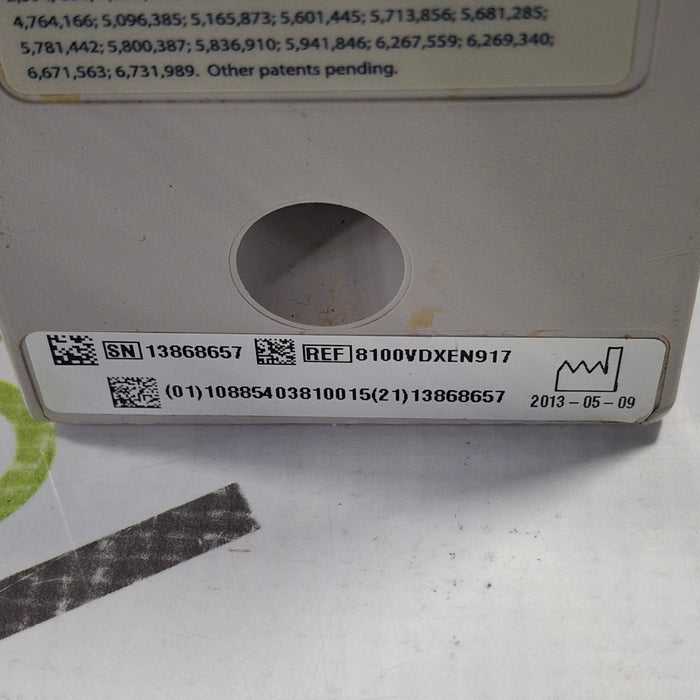 4,764,166; 5,096,385; 5,165,873; 5,601,445; 5,713,856; 5,681,285;
5,781,442; 5,800,387; 5,836,910; 5,941,846; 6,267,559; 6,269,340;
6,671,563; 6,731,989. Other patents pending.
SN 13868657 REF 8100VDXEN917
(01)10885403810015(21)13868657
2013-05-09